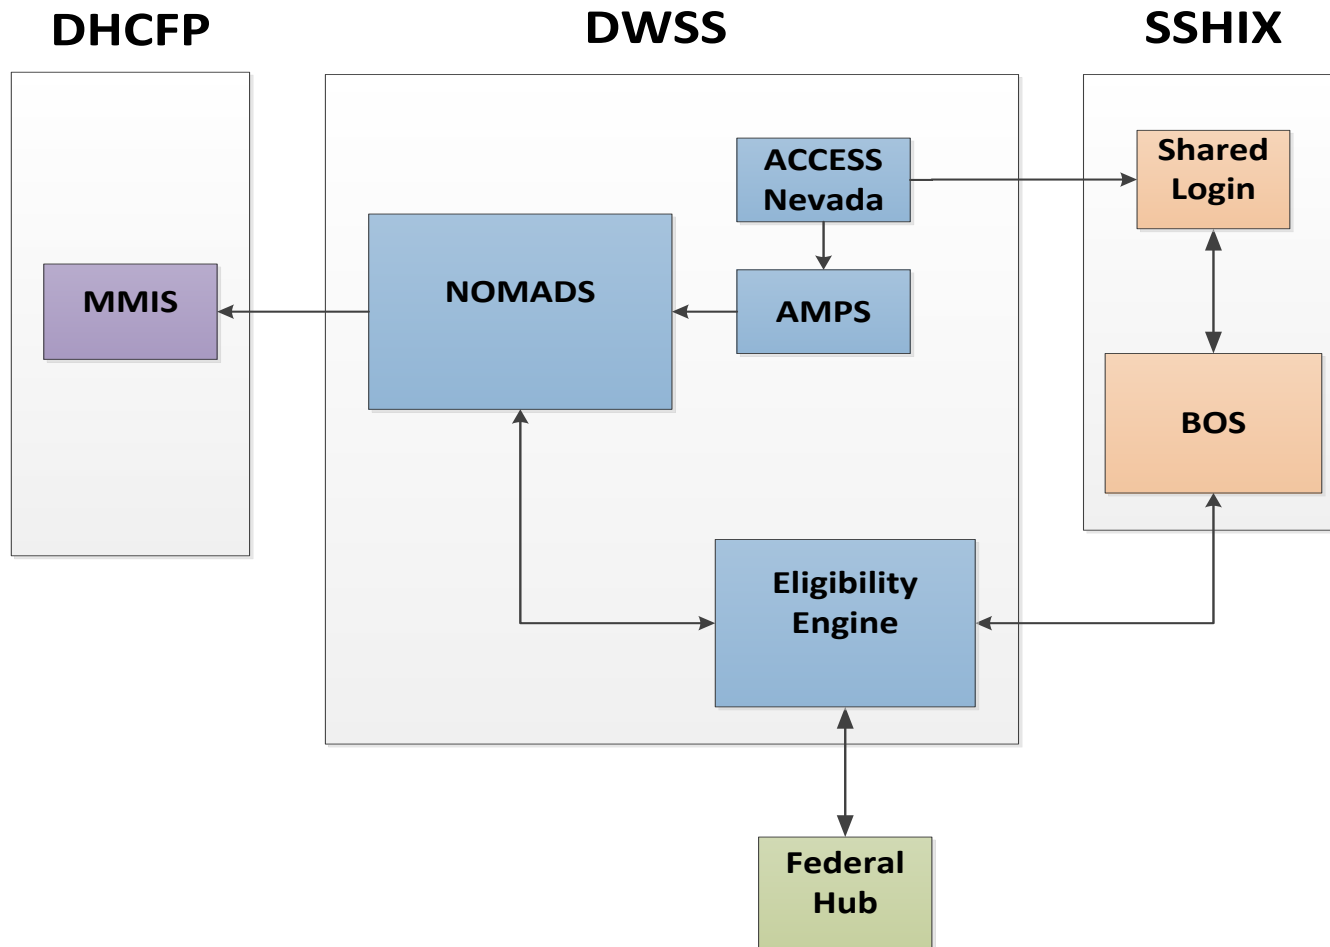 DHCFP
DWSS
SSHIX
ACCESS
Nevada
Shared
Login
NOMADS
MMIS
AMPS
BOS
Eligibility
Engine
Federal
Hub